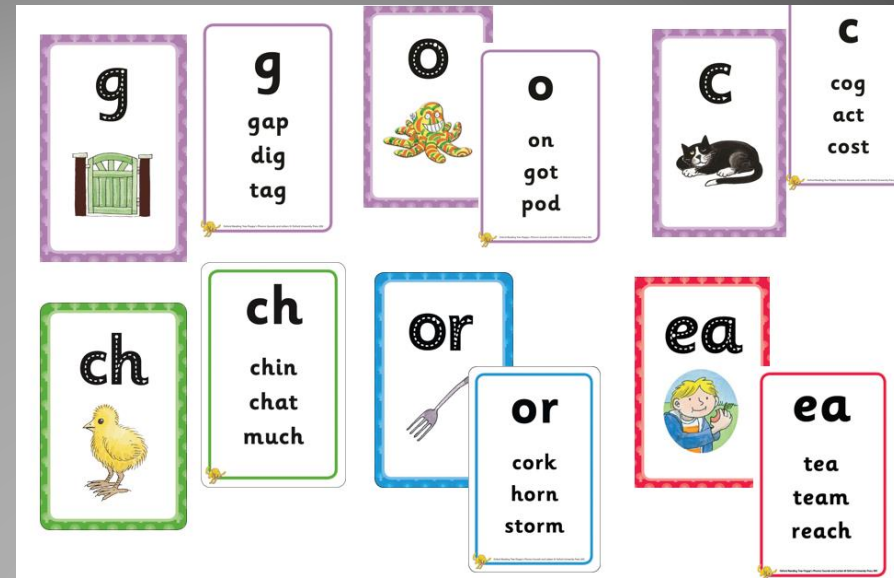 g
g
gap
dig
tag
o
o
on
got
pod
c
c
cog
act
cost
ch
ch
chin
chat
much
or
or
cork
horn
storm
ea
ea
tea
team
reach